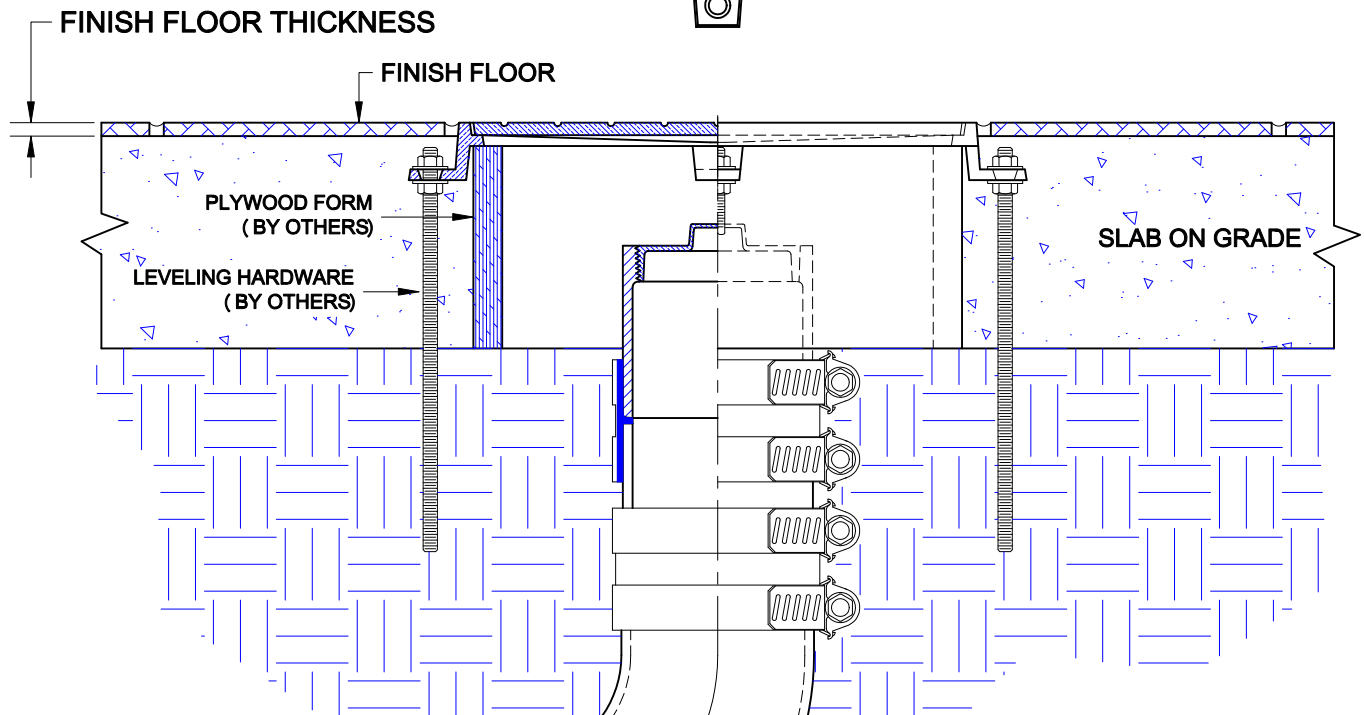 FINISH FLOOR THICKNESS
FINISH FLOOR
PLYWOOD FORM
( BY OTHERS)
SLAB ON GRADE
LEVELING HARDWARE
( BY OTHERS)